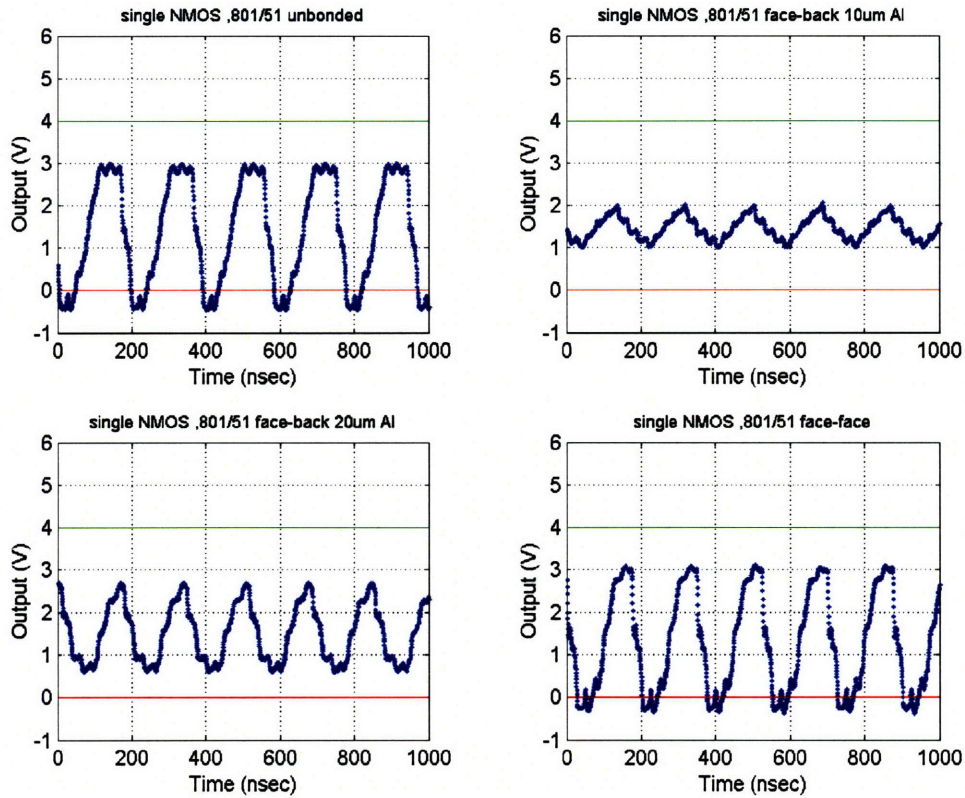 single NMOS ,801/51 unbonded
6
5
4
3
2
1
0
-1
Output (V)
0 200 400 600 800 1000
Time (nsec)
single NMOS ,801/51 face-back 10um Al
6
5
4
3
2
1
0
-1
Output (V)
0 200 400 600 800 1000
Time (nsec)
single NMOS ,801/51 face-back 20um Al
6
5
4
3
2
1
0
-1
Output (V)
0 200 400 600 800 1000
Time (nsec)
single NMOS ,801/51 face-face
6
5
4
3
2
1
0
-1
Output (V)
0 200 400 600 800 1000
Time (nsec)